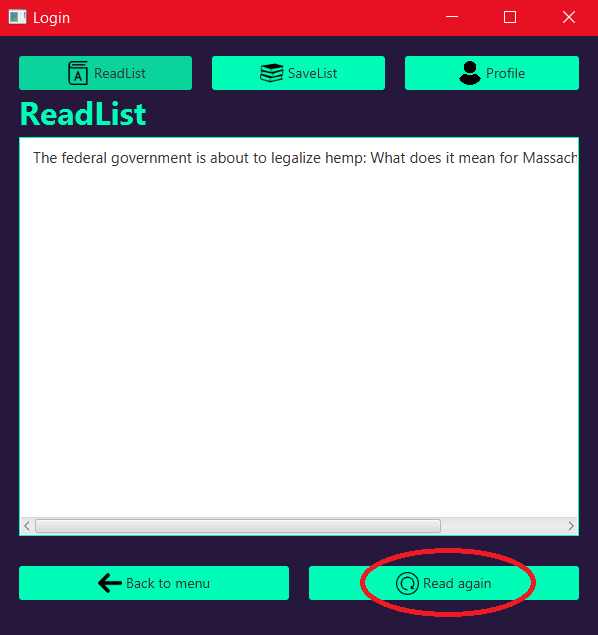 Login
ReadList
SaveList
Profile
ReadList
The federal government is about to legalize hemp: What does it mean for Massach
Back to menu
Read again